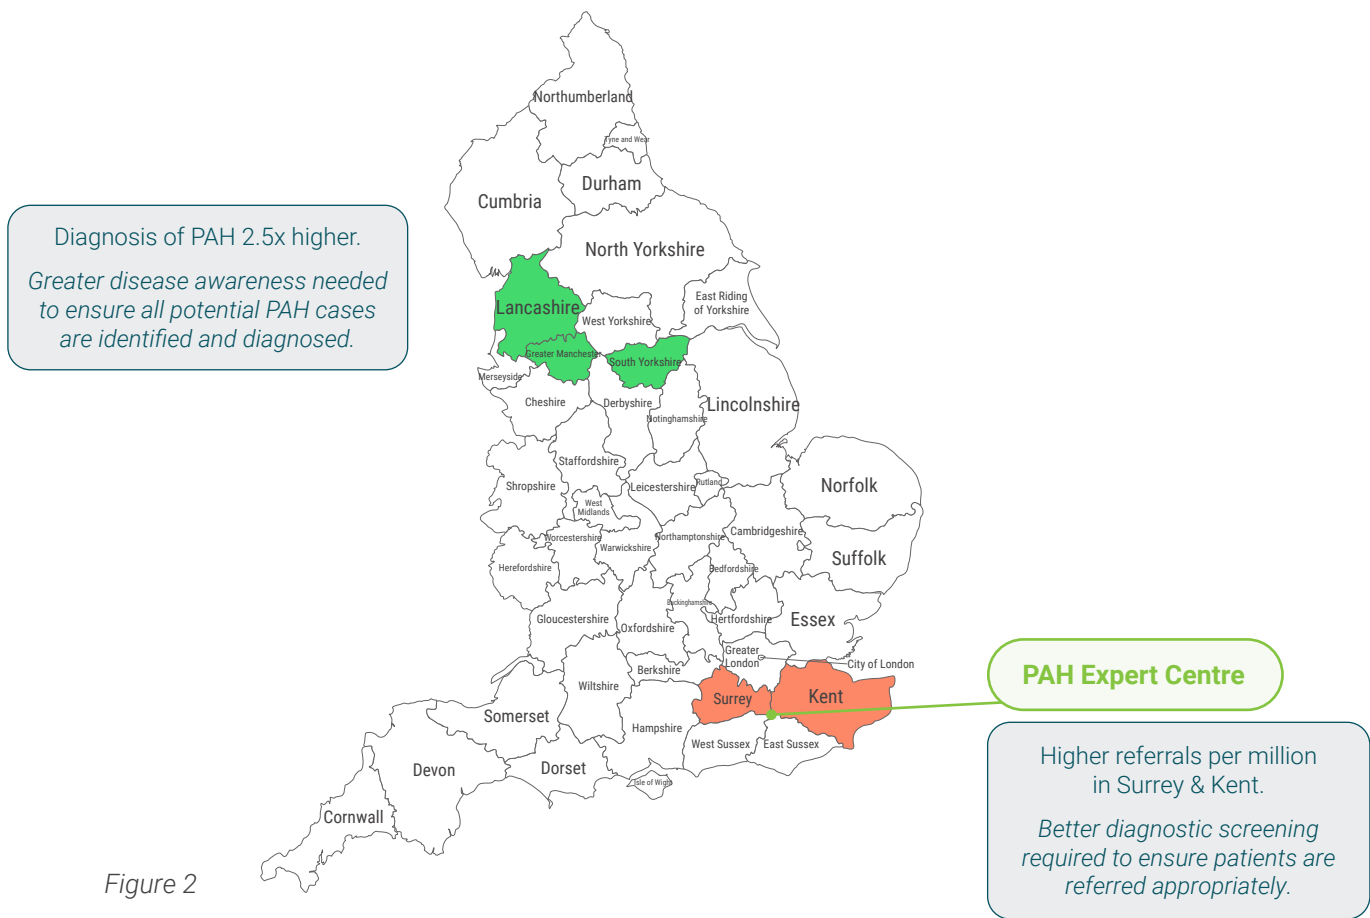 Northumberland
Tyne and Wear
Durham
Cumbria
North Yorkshire
Diagnosis of PAH 2.5x higher.
Greater disease awareness needed
to ensure all potential PAH cases
are identified and diagnosed.
Lancashire
West Yorkshire
East Riding
of Yorkshire
Greater Manchester
South Yorkshire
Merseyside
Cheshire
Derbyshire
Notinghamshire
Lincolnshire
Staffordshire
Shropshire
Leicestershire
Rutland
Norfolk
West
Midlands
Worcestershire
Warwickshire
Northamptonshire
Cambridgeshire
Suffolk
Herefordshire
Bedfordshire
Buckinghamshire
Gloucestershire
Oxfordshire
Hertfordshire
Essex
Greater
London
City of London
Berkshire
Wiltshire
Surrey
Kent
PAH Expert Centre
Somerset
Hampshire
West Sussex
East Sussex
Devon
Dorset
Isle of Wight
Cornwall
Higher referrals per million
in Surrey & Kent.
Better diagnostic screening
required to ensure patients are
referred appropriately.
Figure 2